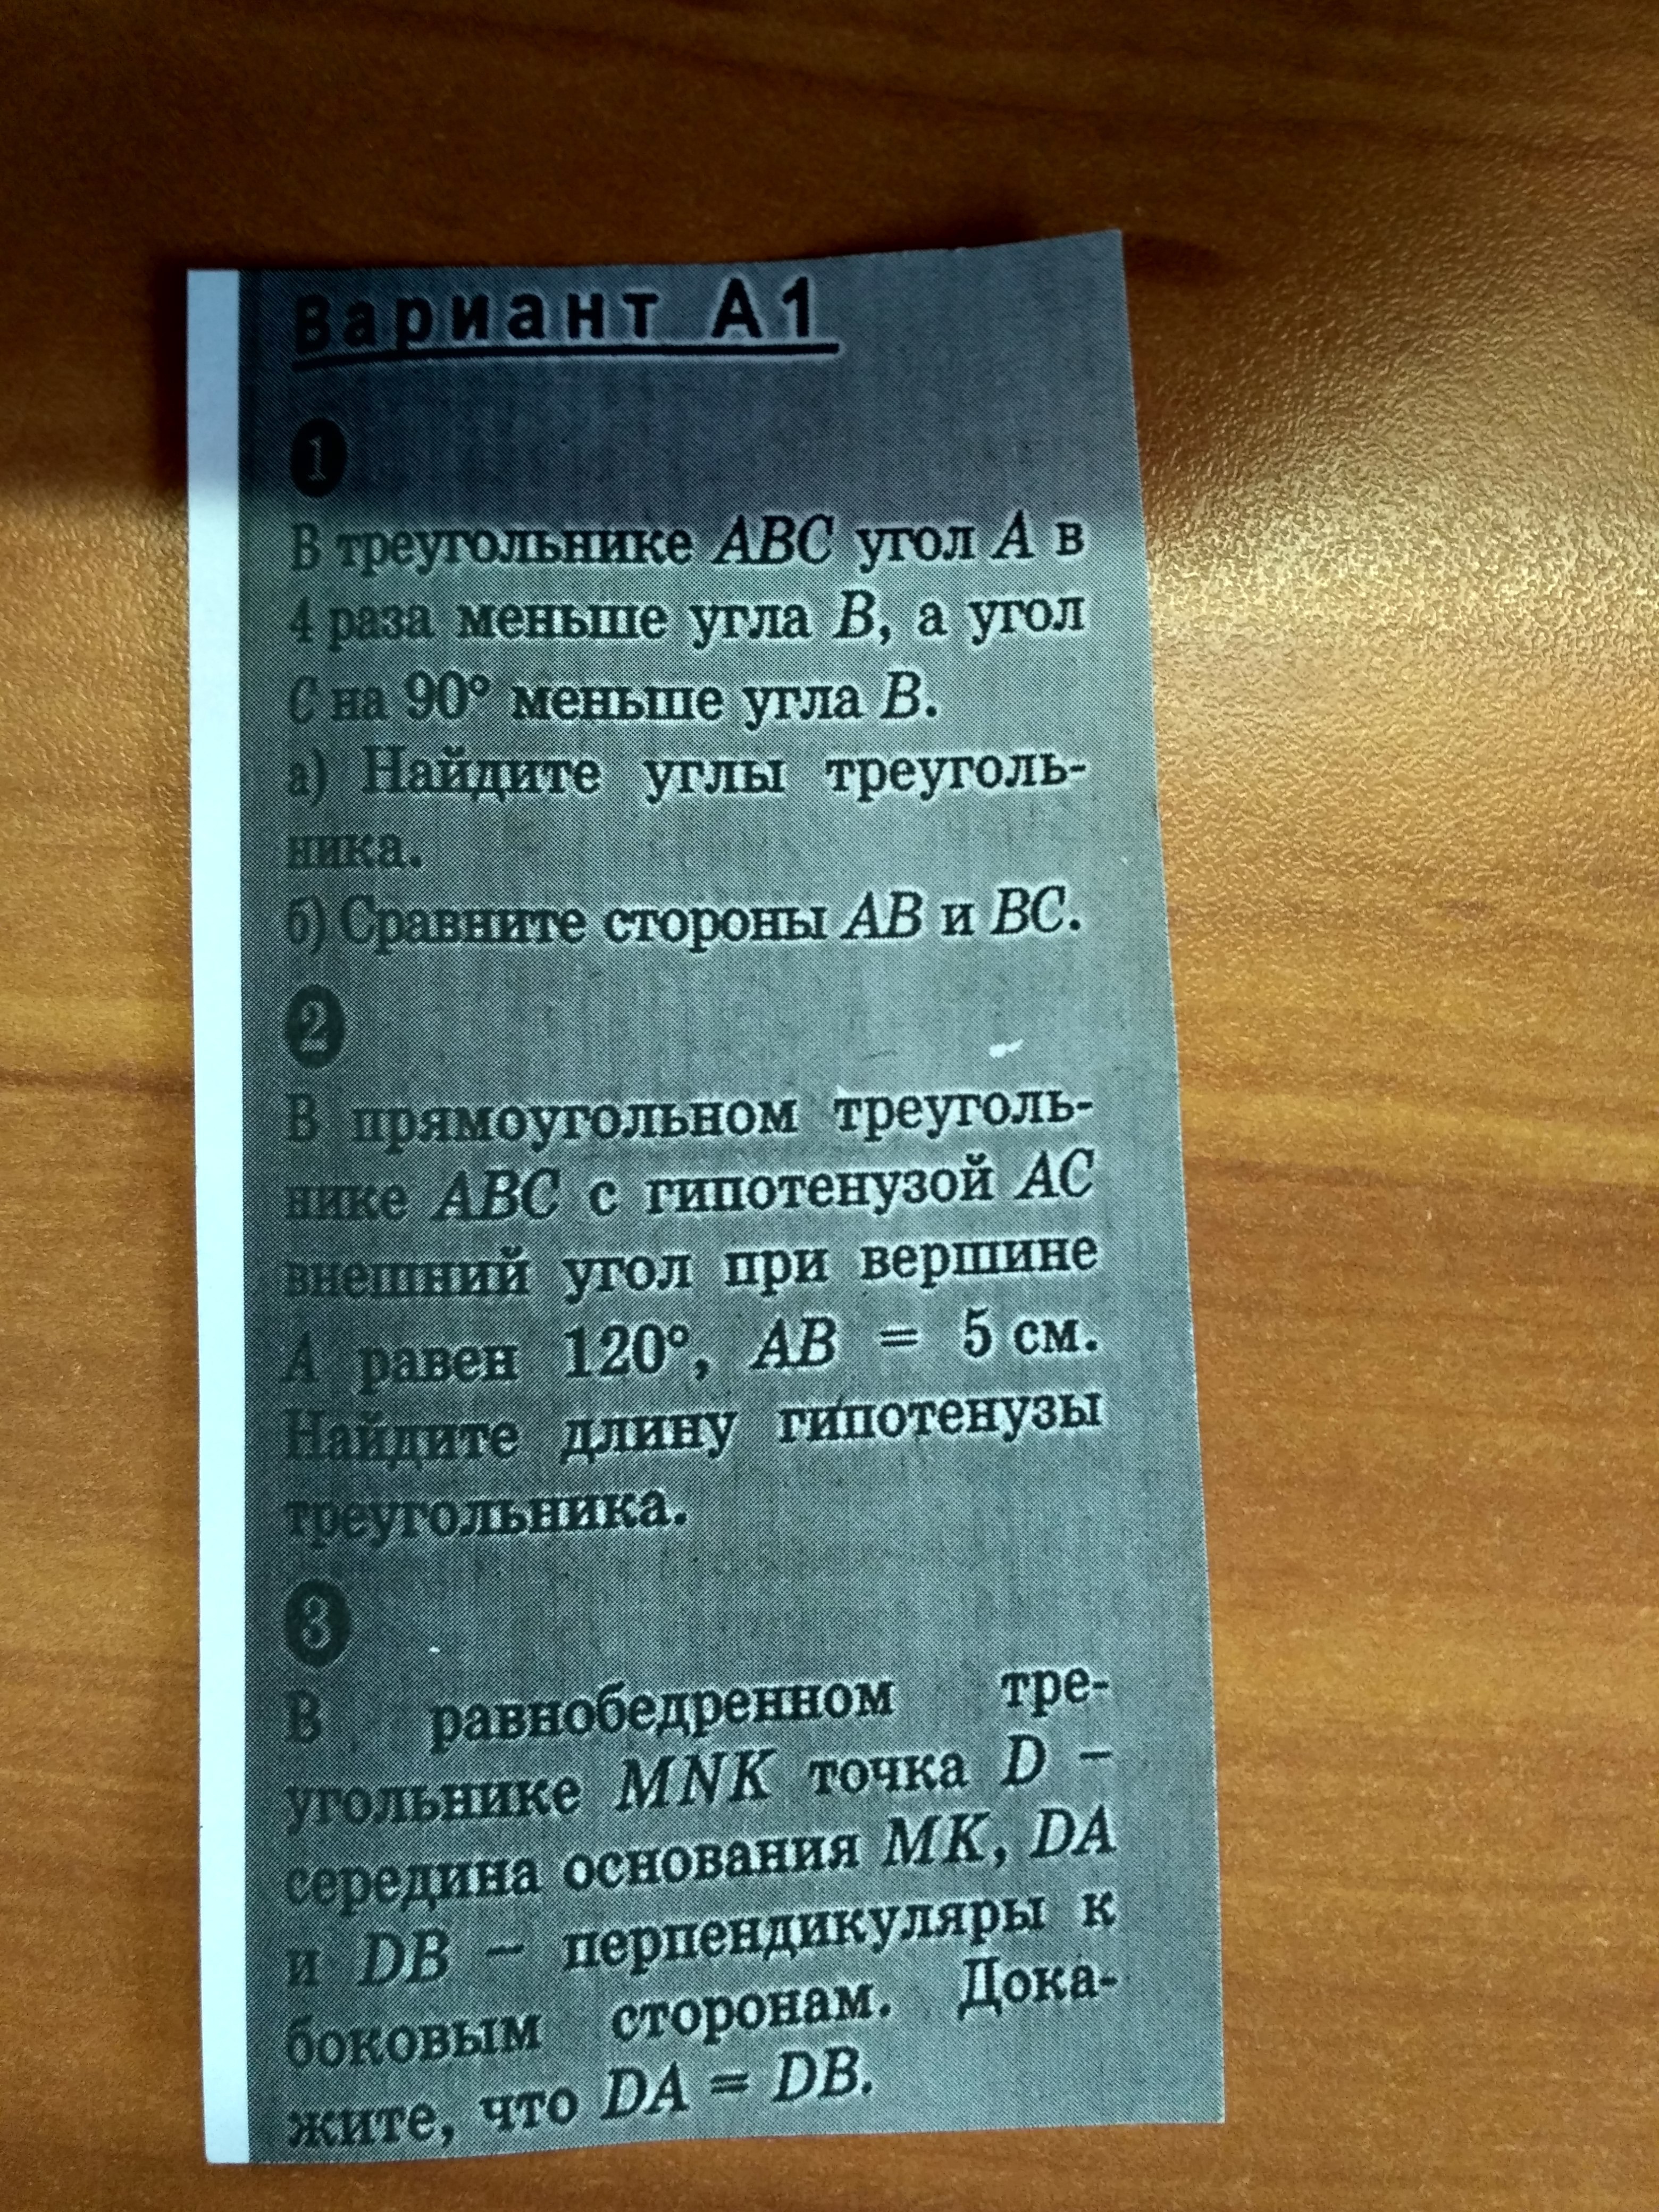 Вариант А1
1
В треугольнике ABC угол A в
4 раза меньше угла B, а угол
C на 90° меньше угла B.
а) Найдите углы треуголь-
ника.
б) Сравните стороны AB и BC.
2
В прямоугольном треуголь-
нике ABC с гипотенузой AC
внешний угол при вершине
A равен 120°, AB = 5 см.
Найдите длину гипотенузы
треугольника.
3
В равнобедренном тре-
угольнике MNK точка D –
середина основания MK, DA
и DB – перпендикуляры к
боковым сторонам. Дока-
жите, что DA = DB.